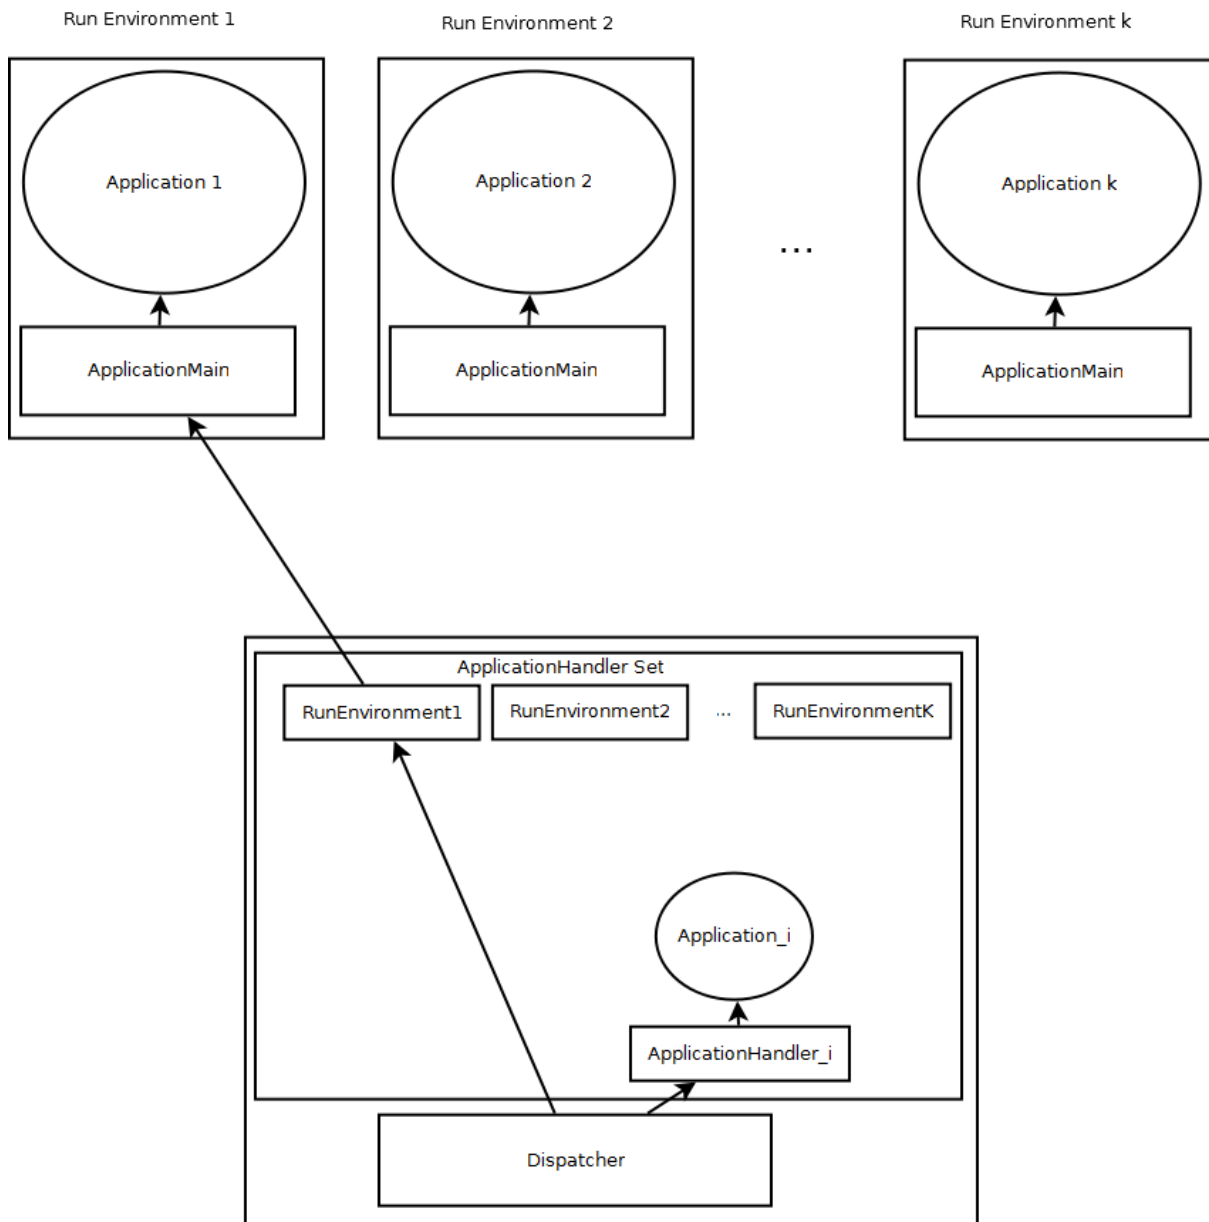 Run Environment 1
Run Environment 2
Run Environment k
Application 1
Application 2
...
Application k
ApplicationMain
ApplicationMain
ApplicationMain
ApplicationHandler Set
RunEnvironment1
RunEnvironment2
...
RunEnvironmentK
Application_i
ApplicationHandler_i
Dispatcher